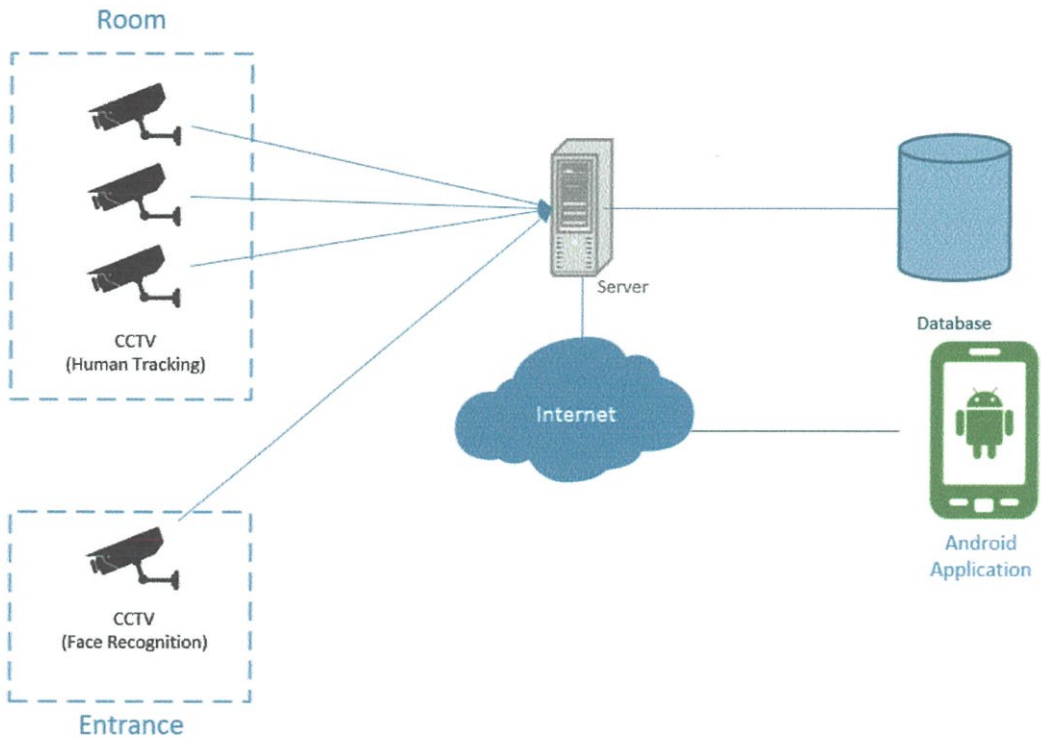 Room
CCTV
(Human Tracking)
Server
Database
Internet
Android
Application
CCTV
(Face Recognition)
Entrance